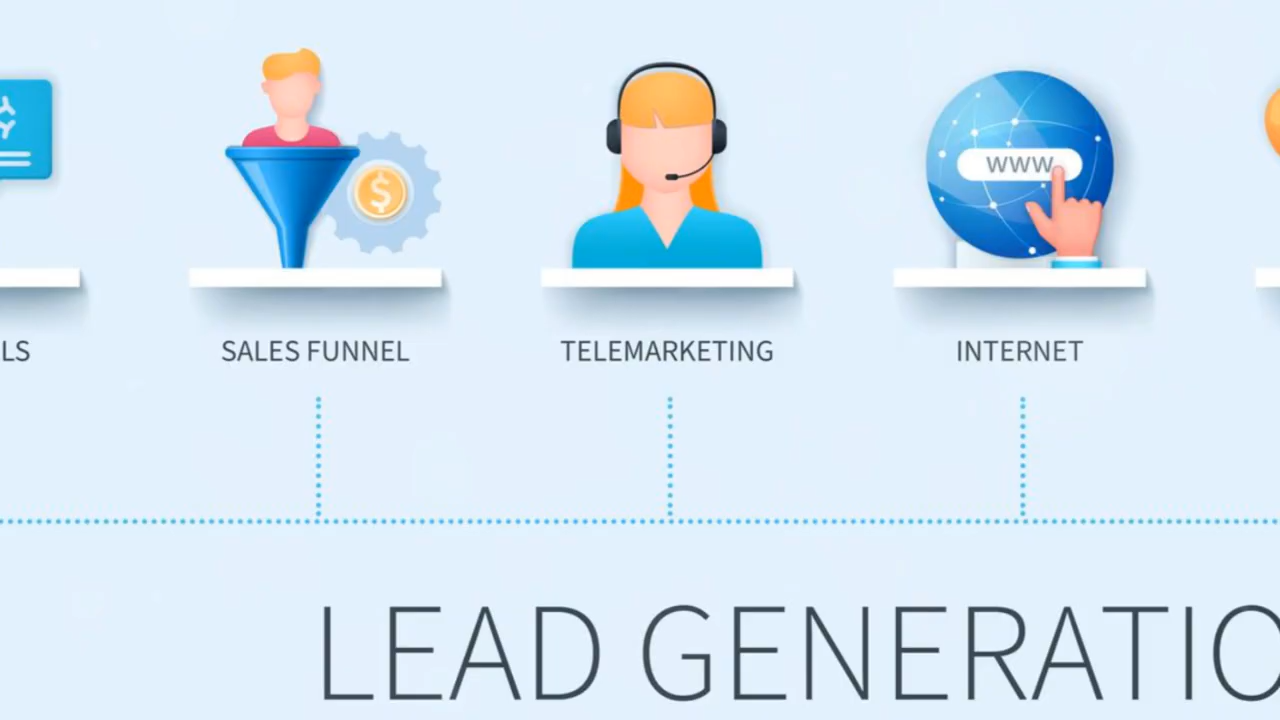 $
WWW
LS
SALES FUNNEL
TELEMARKETING
INTERNET
LEAD GENERATIO